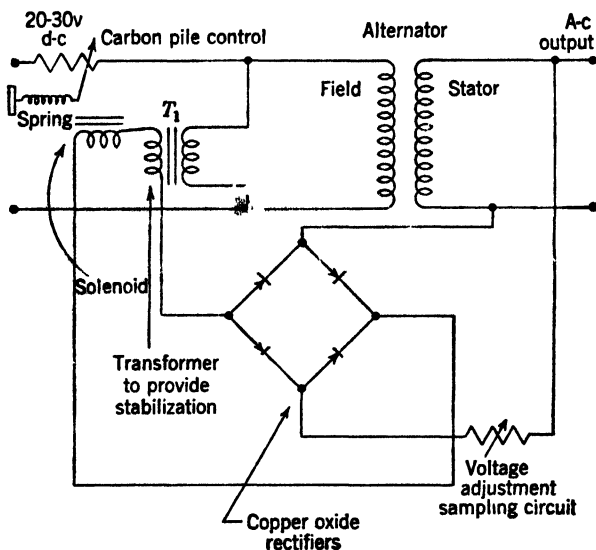 20-30v
d-c
Carbon pile control
Alternator
A-c
output
Spring
T1
Field
Stator
Solenoid
Transformer
to provide
stabilization
Voltage
adjustment
sampling circuit
Copper oxide
rectifiers